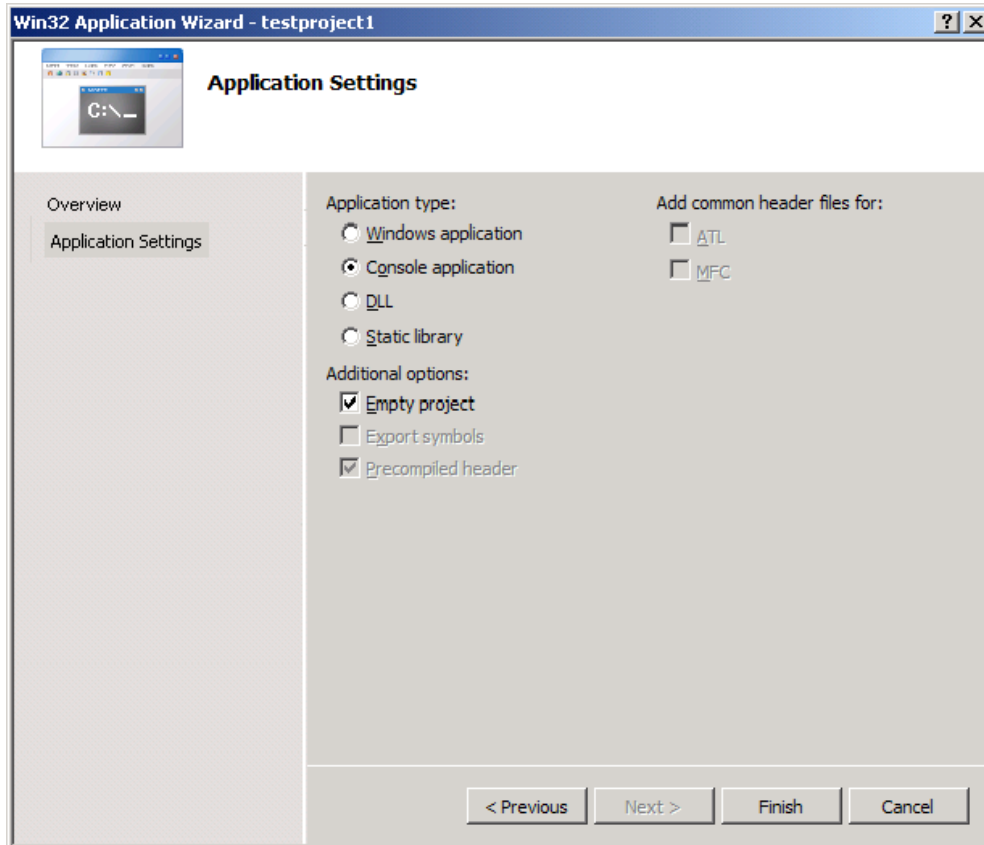 Win32 Application Wizard - testproject1
C:\_
Application Settings
Overview
Application Settings
Application type:
Windows application
Console application
DLL
Static library
Additional options:
Empty project
Export symbols
Precompiled header
Add common header files for:
ATL
MFC
< Previous
Next >
Finish
Cancel